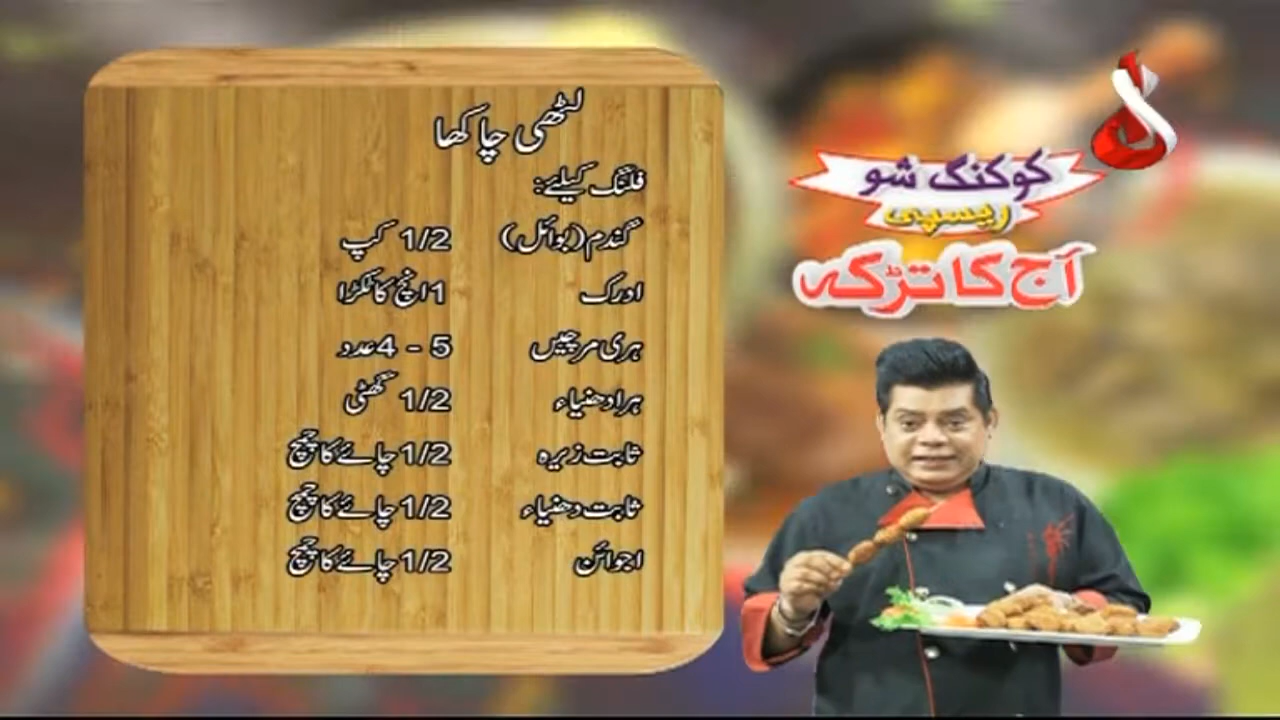 لٹھی چاکھا
فلنگ کیلئے:
گندم (بوائل) 1/2 کپ
ادرک 1 انچ کا ٹکڑا
ہری مرچیں 5 - 4 عدد
ہرا دھنیاء 1/2 گھٹی
ثابت زیرہ 1/2 چائے کا چمچ
ثابت دھنیاء 1/2 چائے کا چمچ
اجوائن 1/2 چائے کا چمچ
کوکنگ شو
ریسپی
آج کا تڑکہ